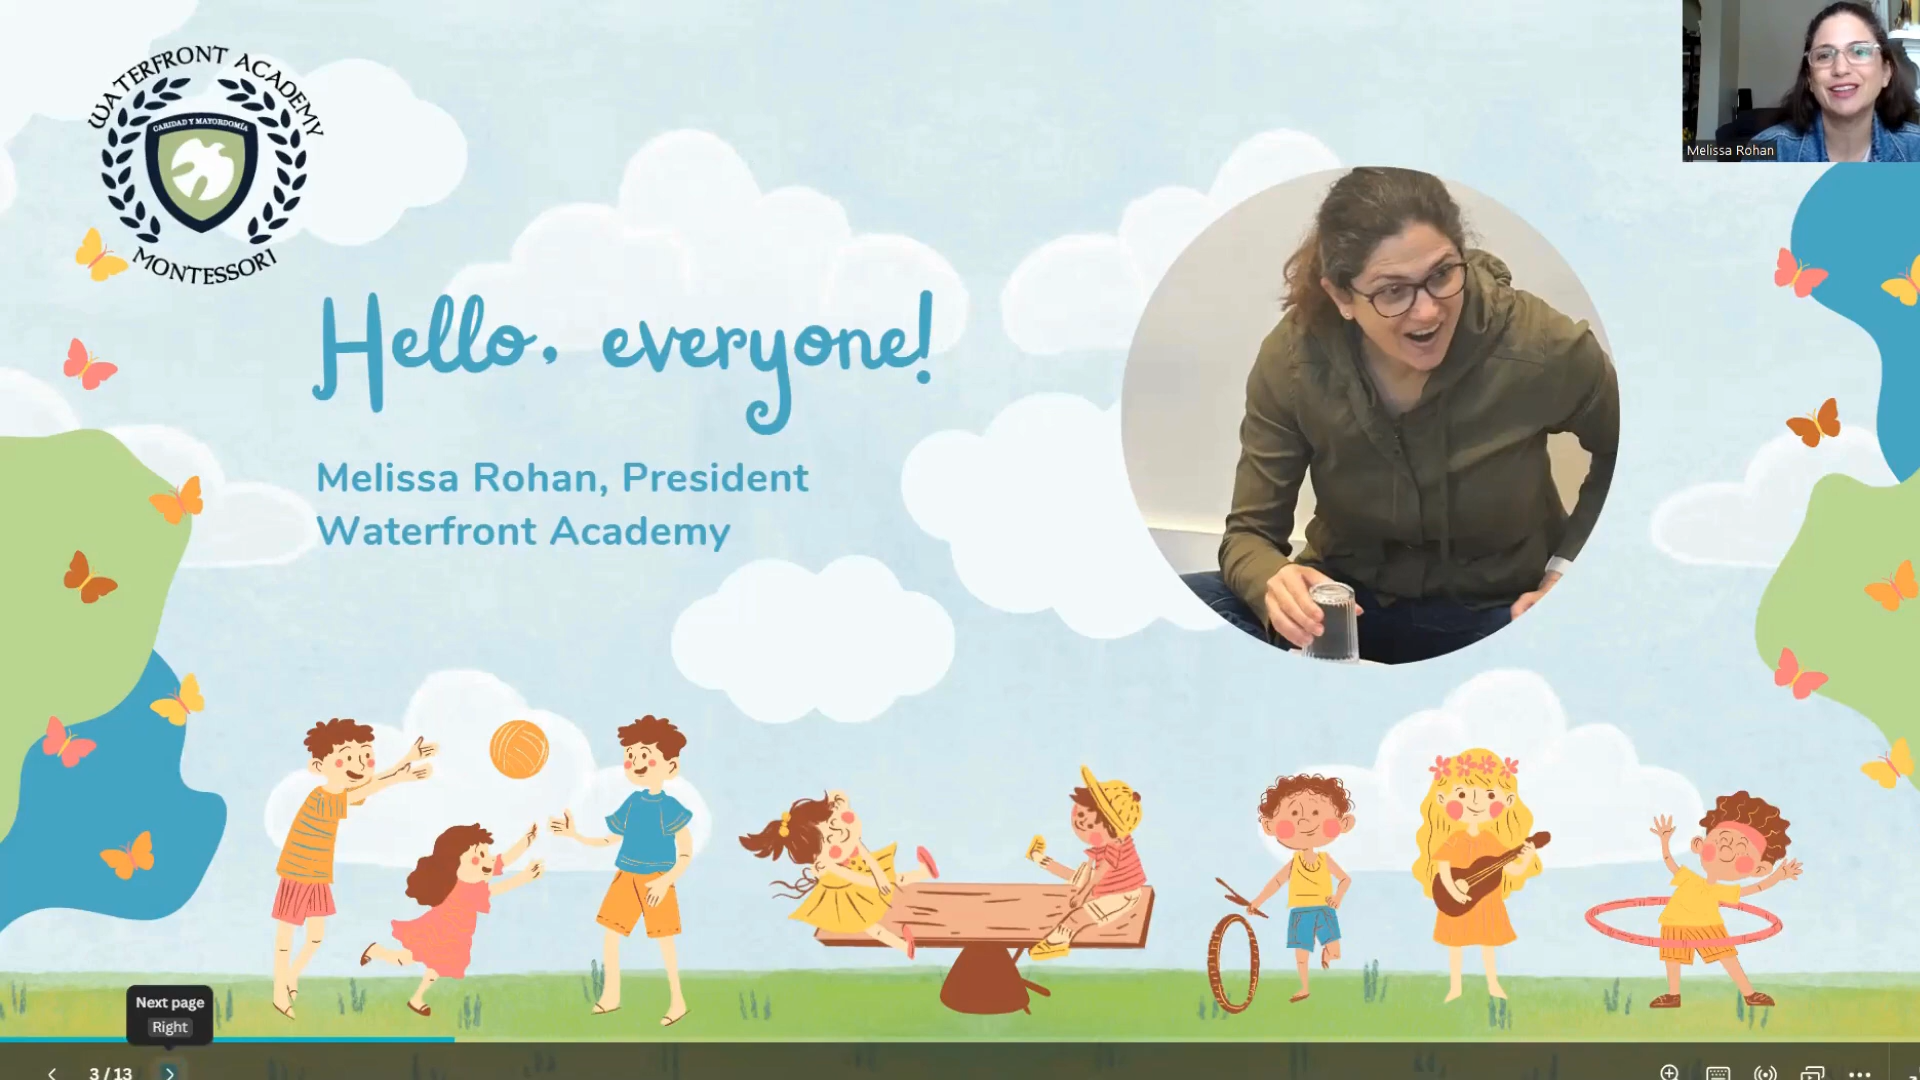 WATERFRONT ACADEMY
CARIDAD Y MAYORDOMÍA
MONTESSORI
Melissa Rohan
Hello, everyone!
Melissa Rohan, President
Waterfront Academy
Next page
Right
3 / 13